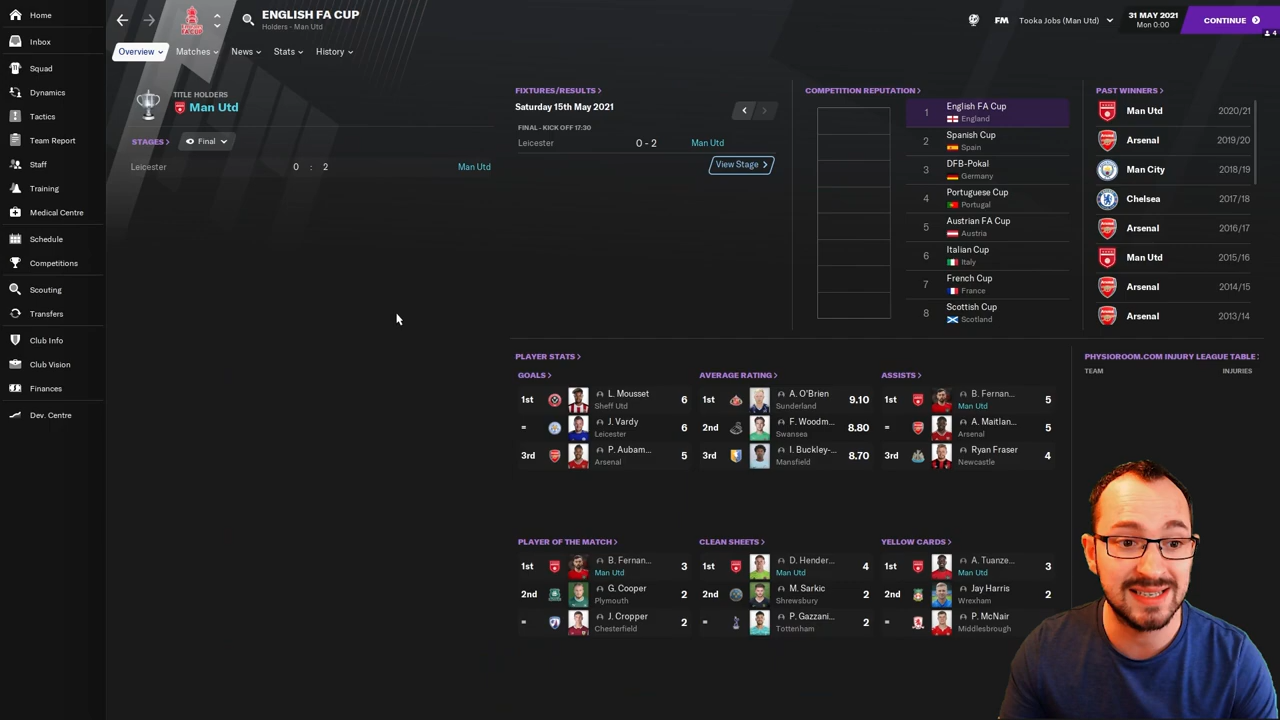 Home
Inbox
Squad
Dynamics
Tactics
Team Report
Staff
Training
Medical Centre
Schedule
Competitions
Scouting
Transfers
Club Info
Club Vision
Finances
Dev. Centre
ENGLISH FA CUP
Holders - Man Utd
FM
Tooka Jobs (Man Utd)
31 MAY 2021
Mon 0:00
CONTINUE
4
Overview
Matches
News
Stats
History
TITLE HOLDERS
Man Utd
STAGES
Final
Leicester 0 : 2 Man Utd
FIXTURES/RESULTS
Saturday 15th May 2021
FINAL - KICK OFF 17:30
Leicester 0 - 2 Man Utd
View Stage
COMPETITION REPUTATION
1 English FA Cup
England
2 Spanish Cup
Spain
3 DFB-Pokal
Germany
4 Portuguese Cup
Portugal
5 Austrian FA Cup
Austria
6 Italian Cup
Italy
7 French Cup
France
8 Scottish Cup
Scotland
PAST WINNERS
Man Utd 2020/21
Arsenal 2019/20
Man City 2018/19
Chelsea 2017/18
Arsenal 2016/17
Man Utd 2015/16
Arsenal 2014/15
Arsenal 2013/14
PLAYER STATS
GOALS
1st L. Mousset 6
Sheff Utd
= J. Vardy 6
Leicester
3rd P. Aubam... 5
Arsenal
AVERAGE RATING
1st A. O'Brien 9.10
Sunderland
2nd F. Woodm... 8.80
Swansea
3rd I. Buckley-... 8.70
Mansfield
ASSISTS
1st B. Fernan... 5
Man Utd
= A. Maitlan... 5
Arsenal
3rd Ryan Fraser 4
Newcastle
PLAYER OF THE MATCH
1st B. Fernan... 3
Man Utd
2nd G. Cooper 2
Plymouth
= J. Cropper 2
Chesterfield
CLEAN SHEETS
1st D. Hender... 4
Man Utd
2nd M. Sarkic 2
Shrewsbury
= P. Gazzani... 2
Tottenham
YELLOW CARDS
1st A. Tuanze... 3
Man Utd
2nd Jay Harris 2
Wrexham
= P. McNair 2
Middlesbrough
PHYSIOROOM.COM INJURY LEAGUE TABLE
TEAM INJURIES